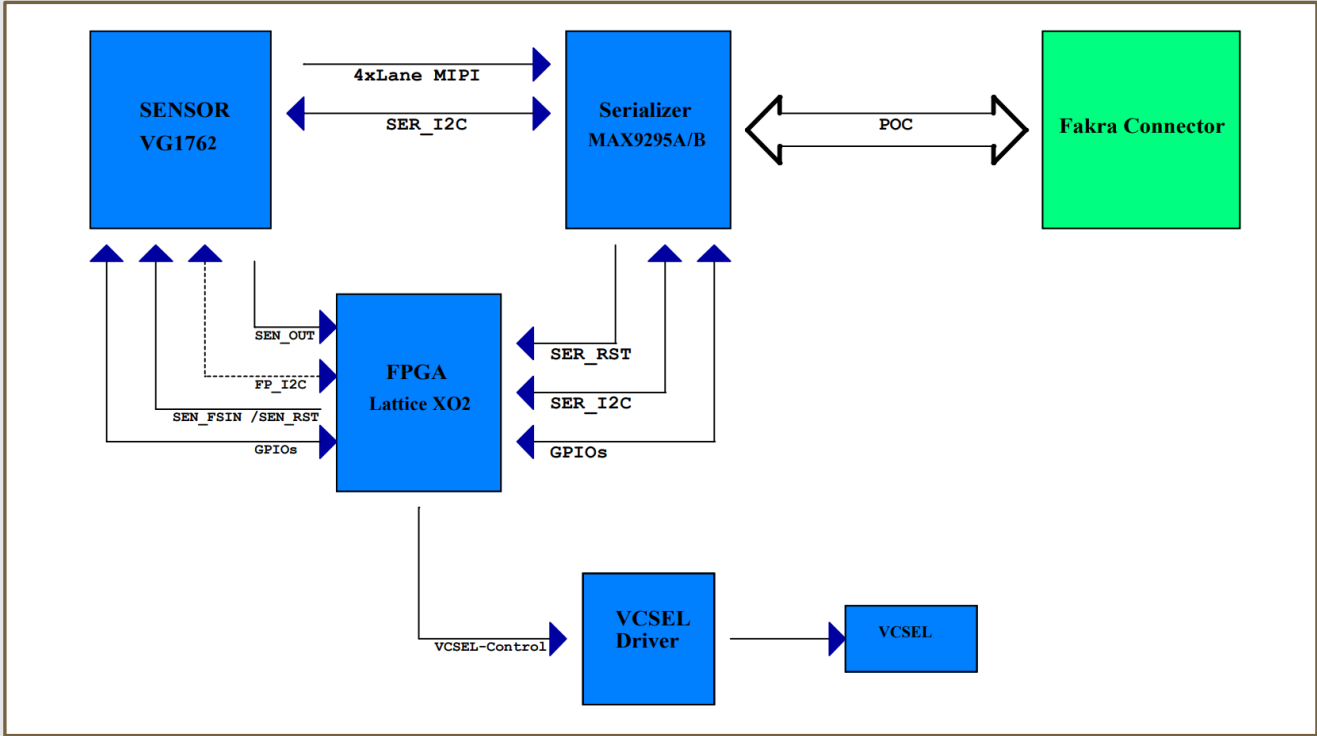 4xLane MIPI
SER_I2C
SENSOR
VG1762
Serializer
MAX9295A/B
POC
Fakra Connector
SEN_OUT
FP_I2C
SEN_FSIN /SEN_RST
GPIOs
FPGA
Lattice XO2
SER_RST
SER_I2C
GPIOs
VCSEL-Control
VCSEL
Driver
VCSEL